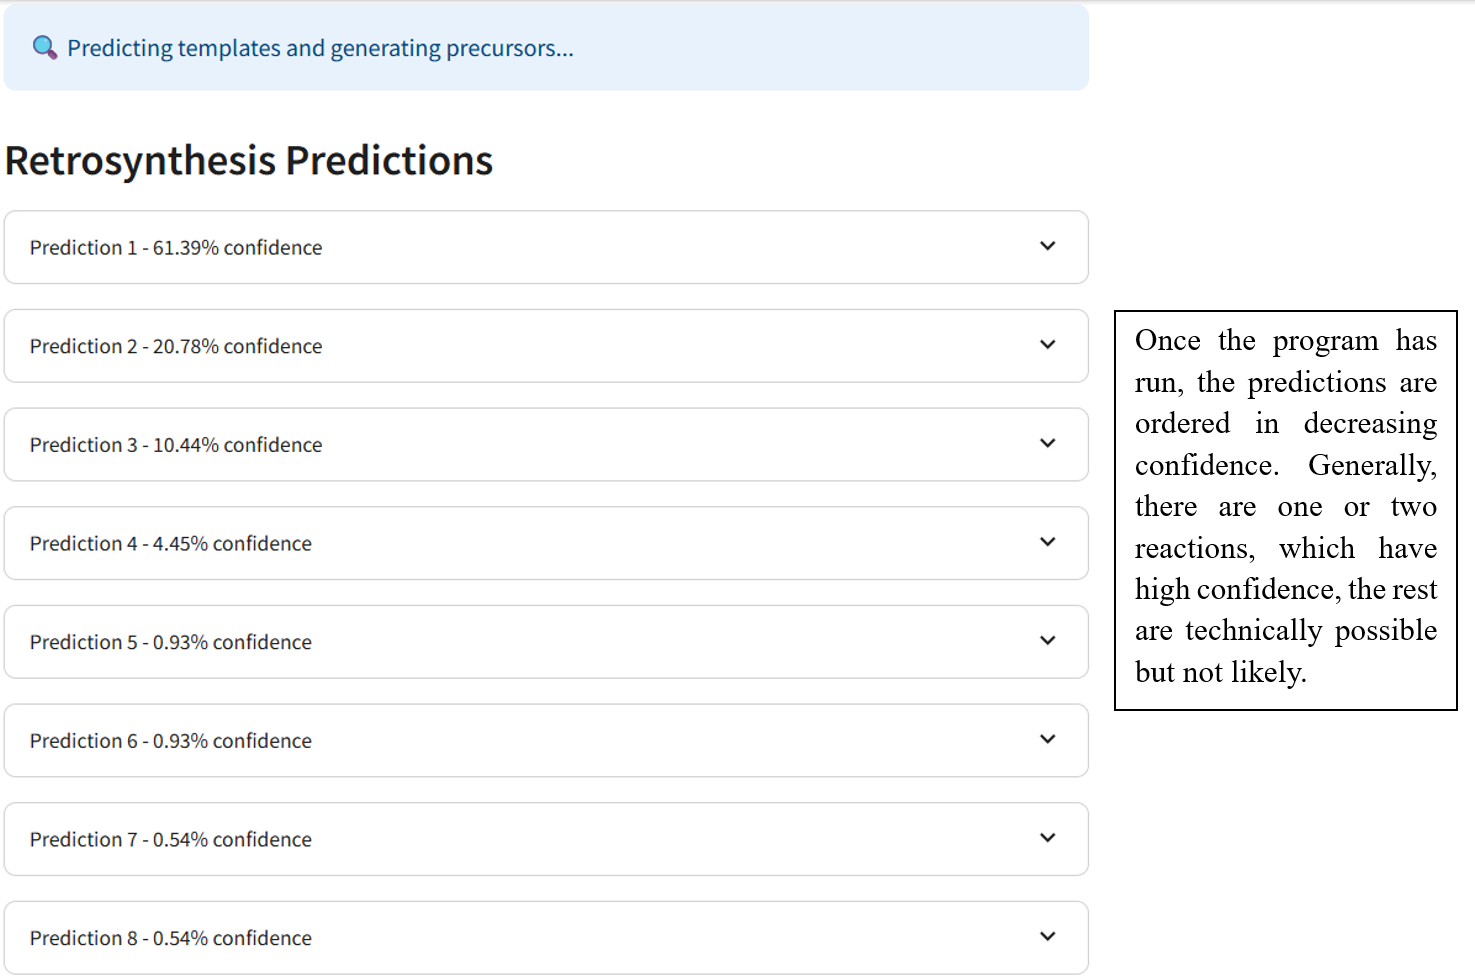 Predicting templates and generating precursors...
Retrosynthesis Predictions
Prediction 1 - 61.39% confidence
Prediction 2 - 20.78% confidence
Prediction 3 - 10.44% confidence
Prediction 4 - 4.45% confidence
Prediction 5 - 0.93% confidence
Prediction 6 - 0.93% confidence
Prediction 7 - 0.54% confidence
Prediction 8 - 0.54% confidence
Once the program has
run, the predictions are
ordered in decreasing
confidence. Generally,
there are one or two
reactions, which have
high confidence, the rest
are technically possible
but not likely.